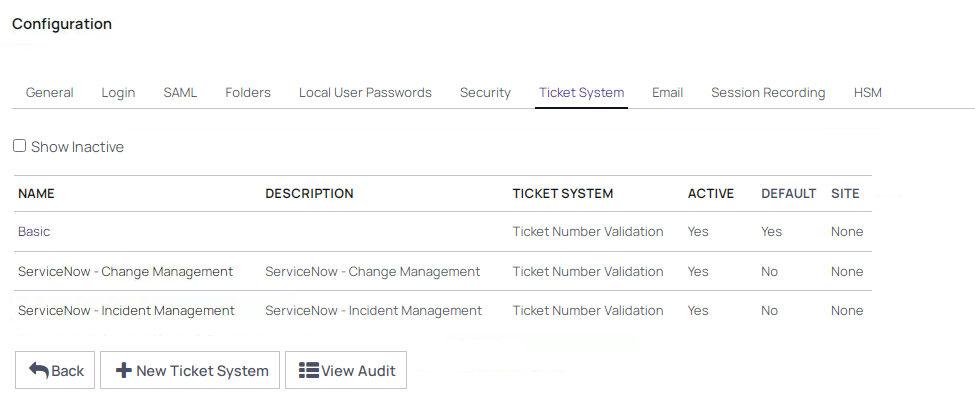 Configuration
General Login SAML Folders Local User Passwords Security Ticket System Email Session Recording HSM
Show Inactive
NAME DESCRIPTION TICKET SYSTEM ACTIVE DEFAULT SITE
Basic Ticket Number Validation Yes Yes None
ServiceNow - Change Management ServiceNow - Change Management Ticket Number Validation Yes No None
ServiceNow - Incident Management ServiceNow - Incident Management Ticket Number Validation Yes No None
Back New Ticket System View Audit